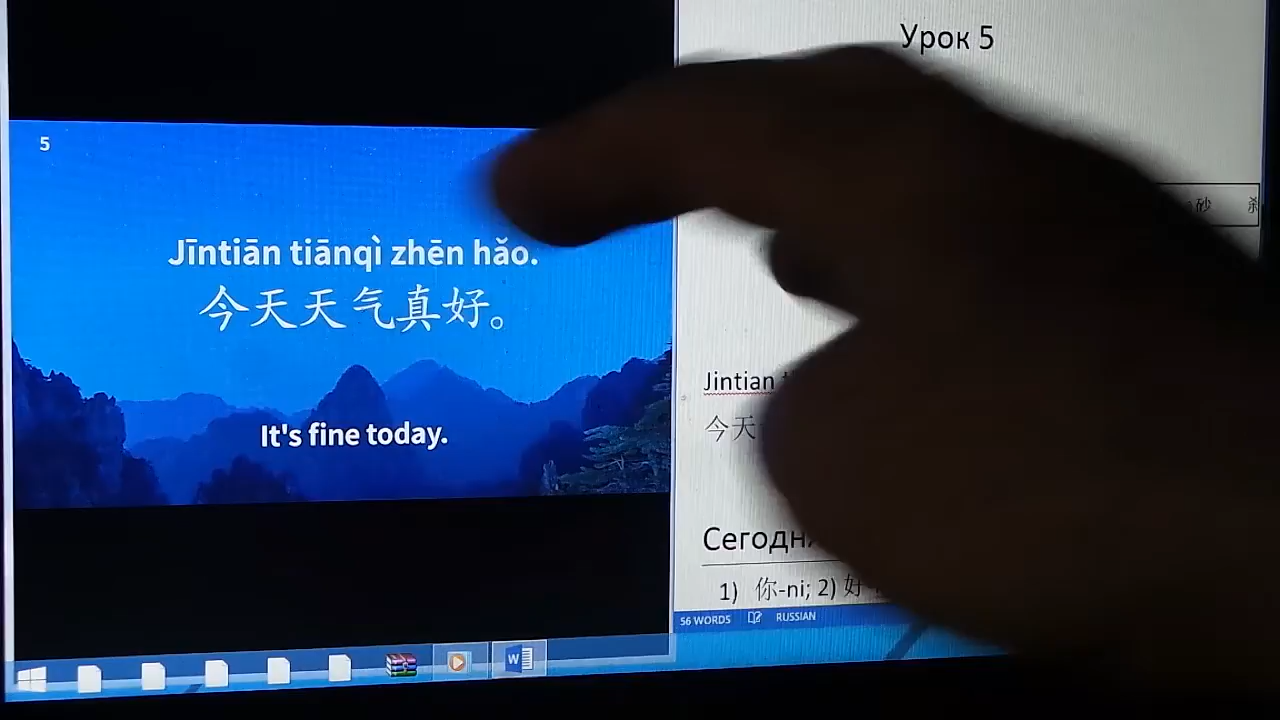 5
Jīntiān tiānqì zhēn hǎo.
今天天气真好。
It's fine today.
Урок 5
砂
Jintian
今天
1) 你-ni; 2) 好
56 WORDS RUSSIAN